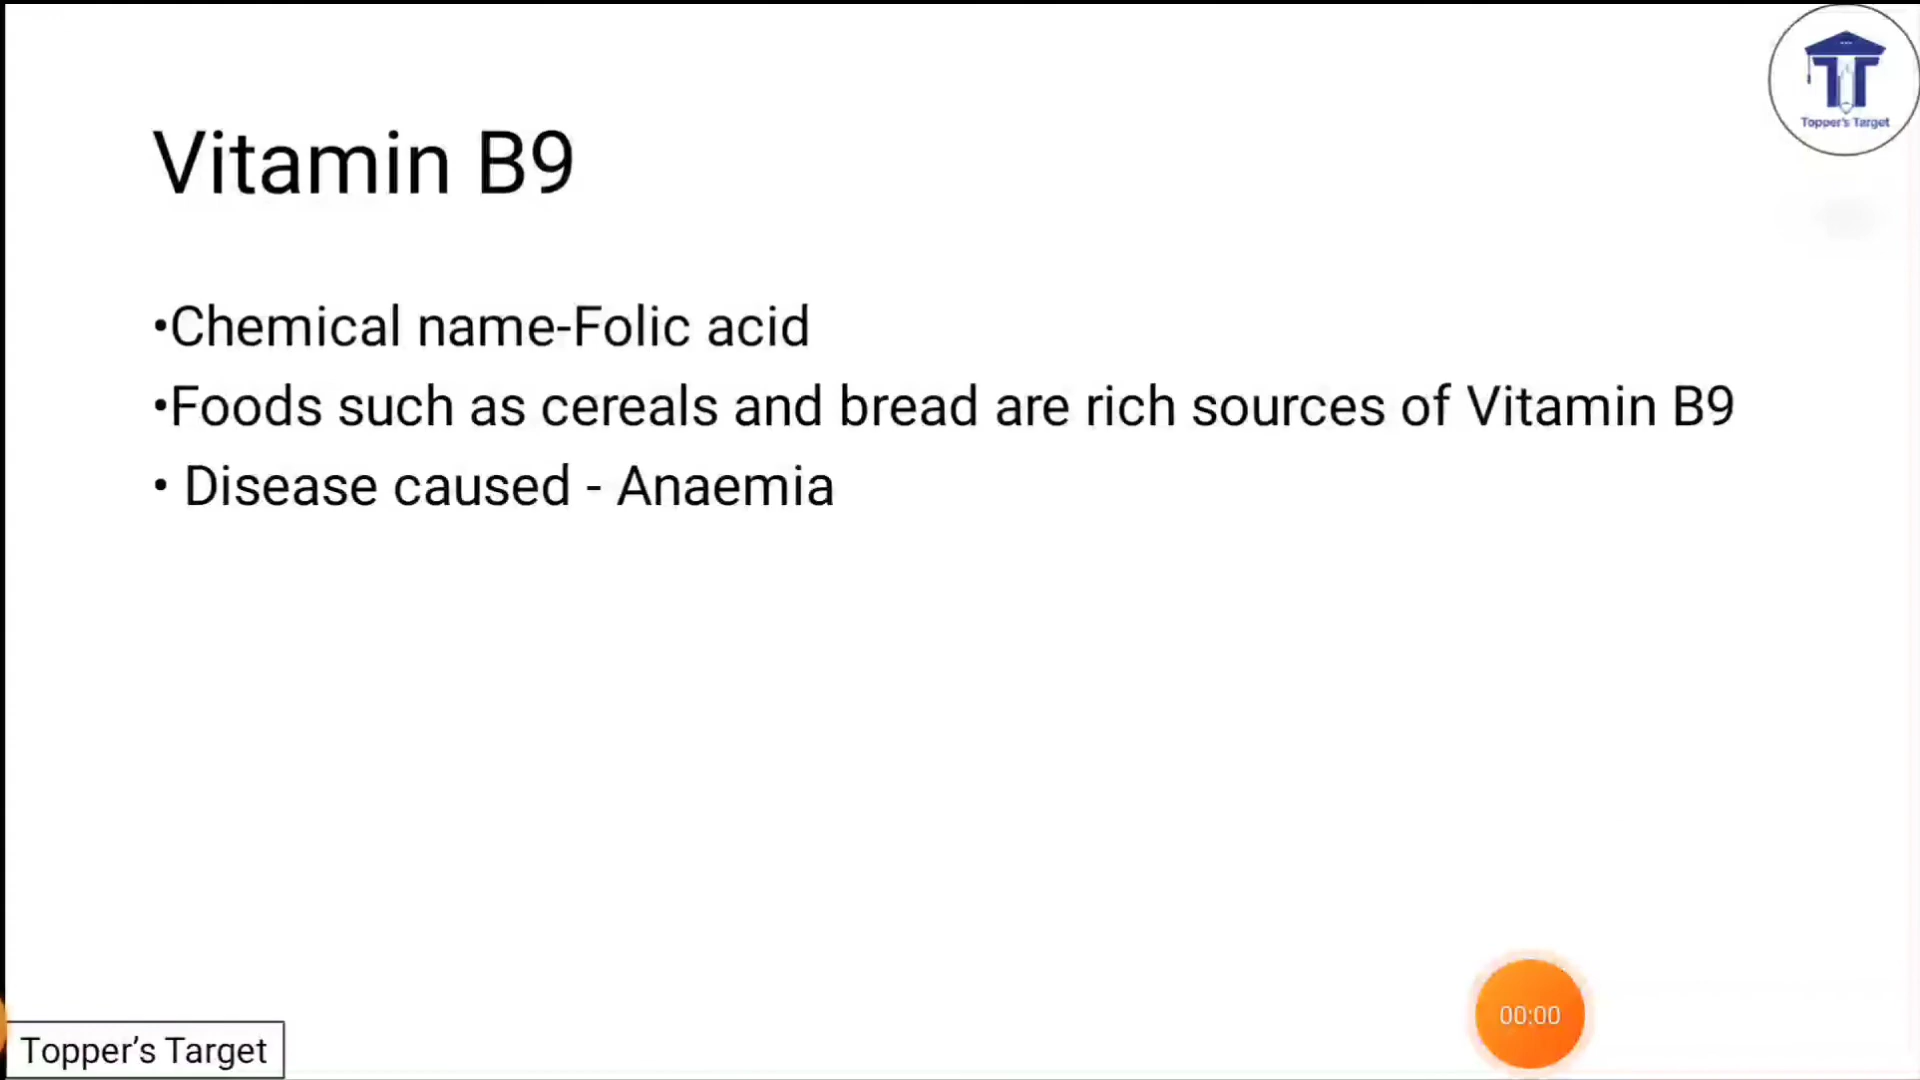 Topper's Target
Vitamin B9
•Chemical name-Folic acid
•Foods such as cereals and bread are rich sources of Vitamin B9
• Disease caused - Anaemia
00:00
Topper's Target